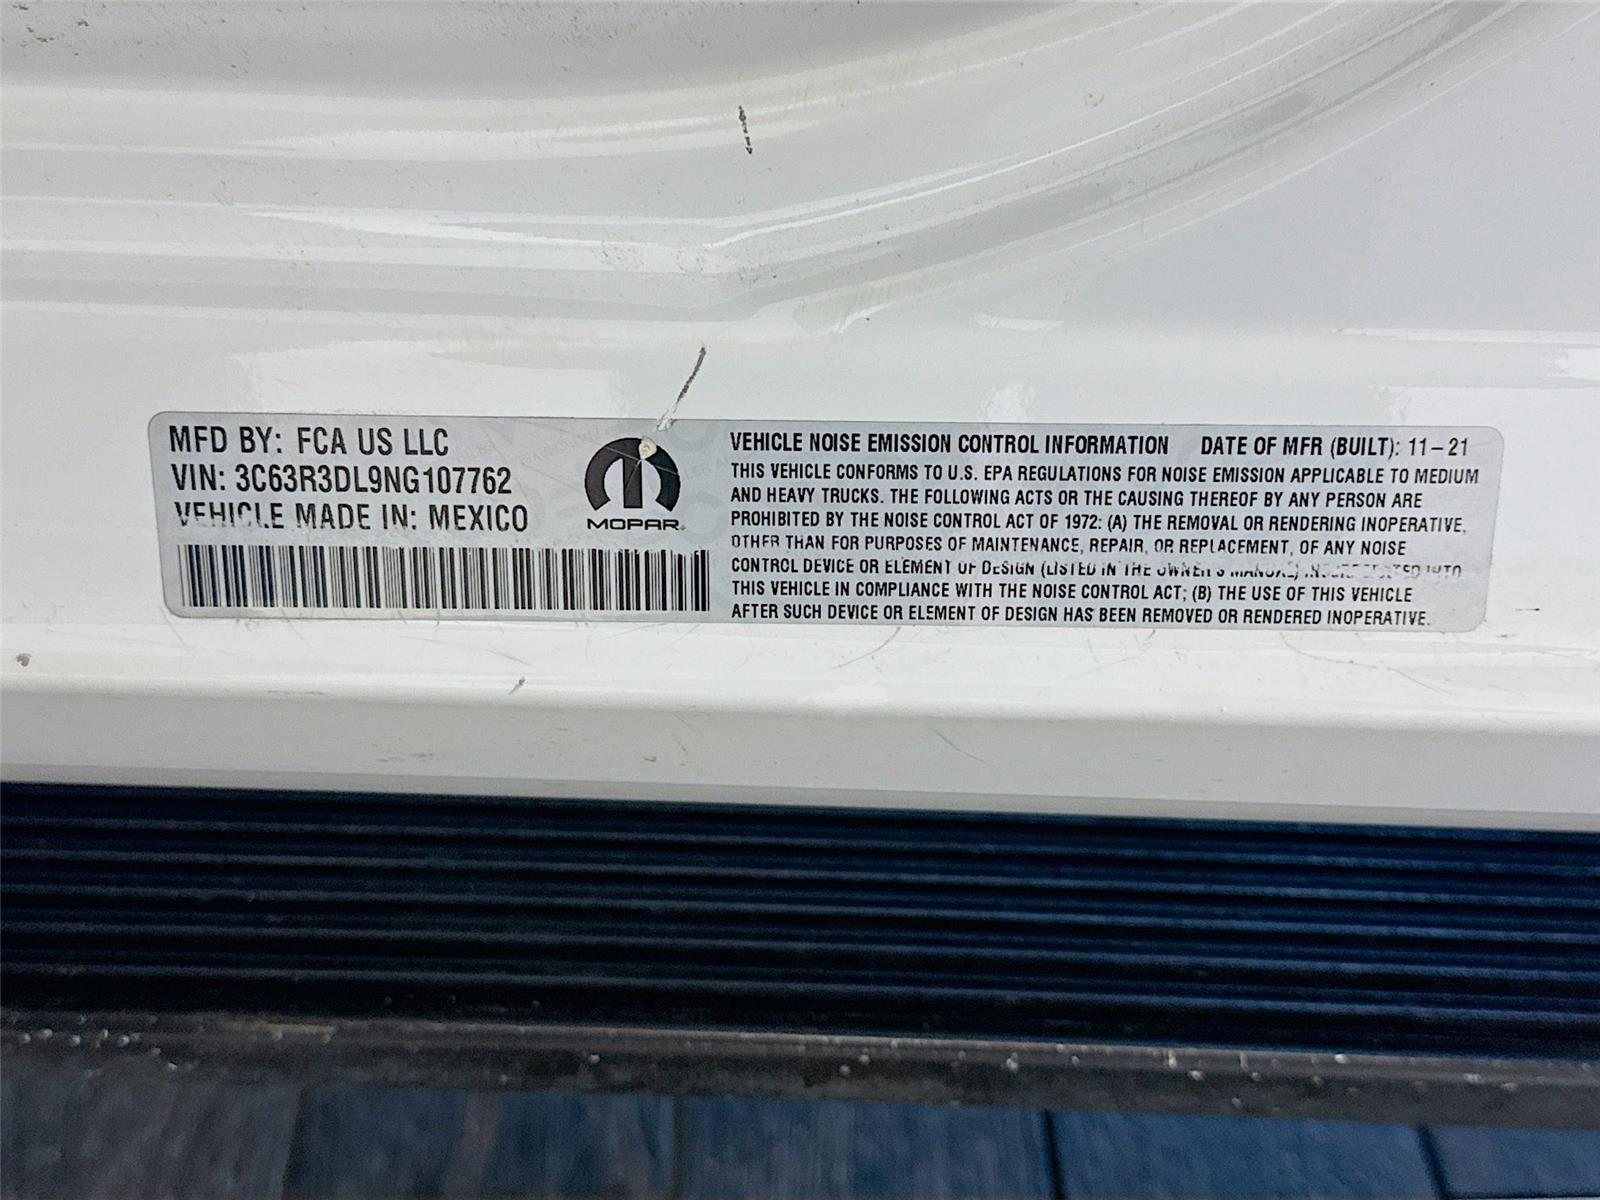 MFD BY: FCA US LLC
VIN: 3C63R3DL9NG107762
VEHICLE MADE IN: MEXICO
MOPAR®
VEHICLE NOISE EMISSION CONTROL INFORMATION DATE OF MFR (BUILT): 11-21
THIS VEHICLE CONFORMS TO U.S. EPA REGULATIONS FOR NOISE EMISSION APPLICABLE TO MEDIUM
AND HEAVY TRUCKS. THE FOLLOWING ACTS OR THE CAUSING THEREOF BY ANY PERSON ARE
PROHIBITED BY THE NOISE CONTROL ACT OF 1972: (A) THE REMOVAL OR RENDERING INOPERATIVE,
OTHER THAN FOR PURPOSES OF MAINTENANCE, REPAIR, OR REPLACEMENT, OF ANY NOISE
CONTROL DEVICE OR ELEMENT OF DESIGN (LISTED IN THE OWNER'S MANUAL) INCORPORATED INTO
THIS VEHICLE IN COMPLIANCE WITH THE NOISE CONTROL ACT; (B) THE USE OF THIS VEHICLE
AFTER SUCH DEVICE OR ELEMENT OF DESIGN HAS BEEN REMOVED OR RENDERED INOPERATIVE.